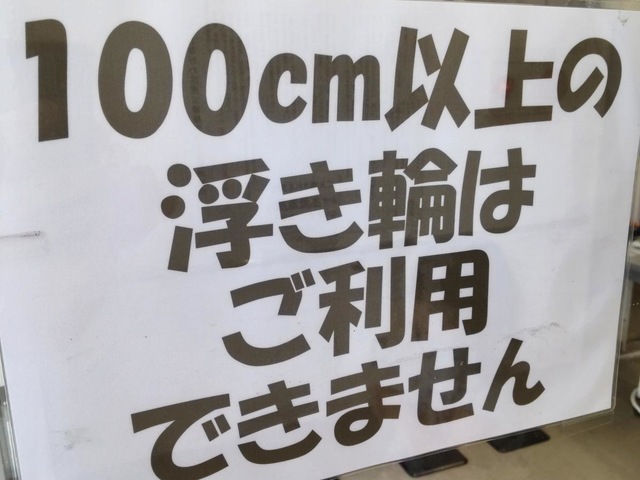 100cm以上の
浮き輪は
ご利用
できません